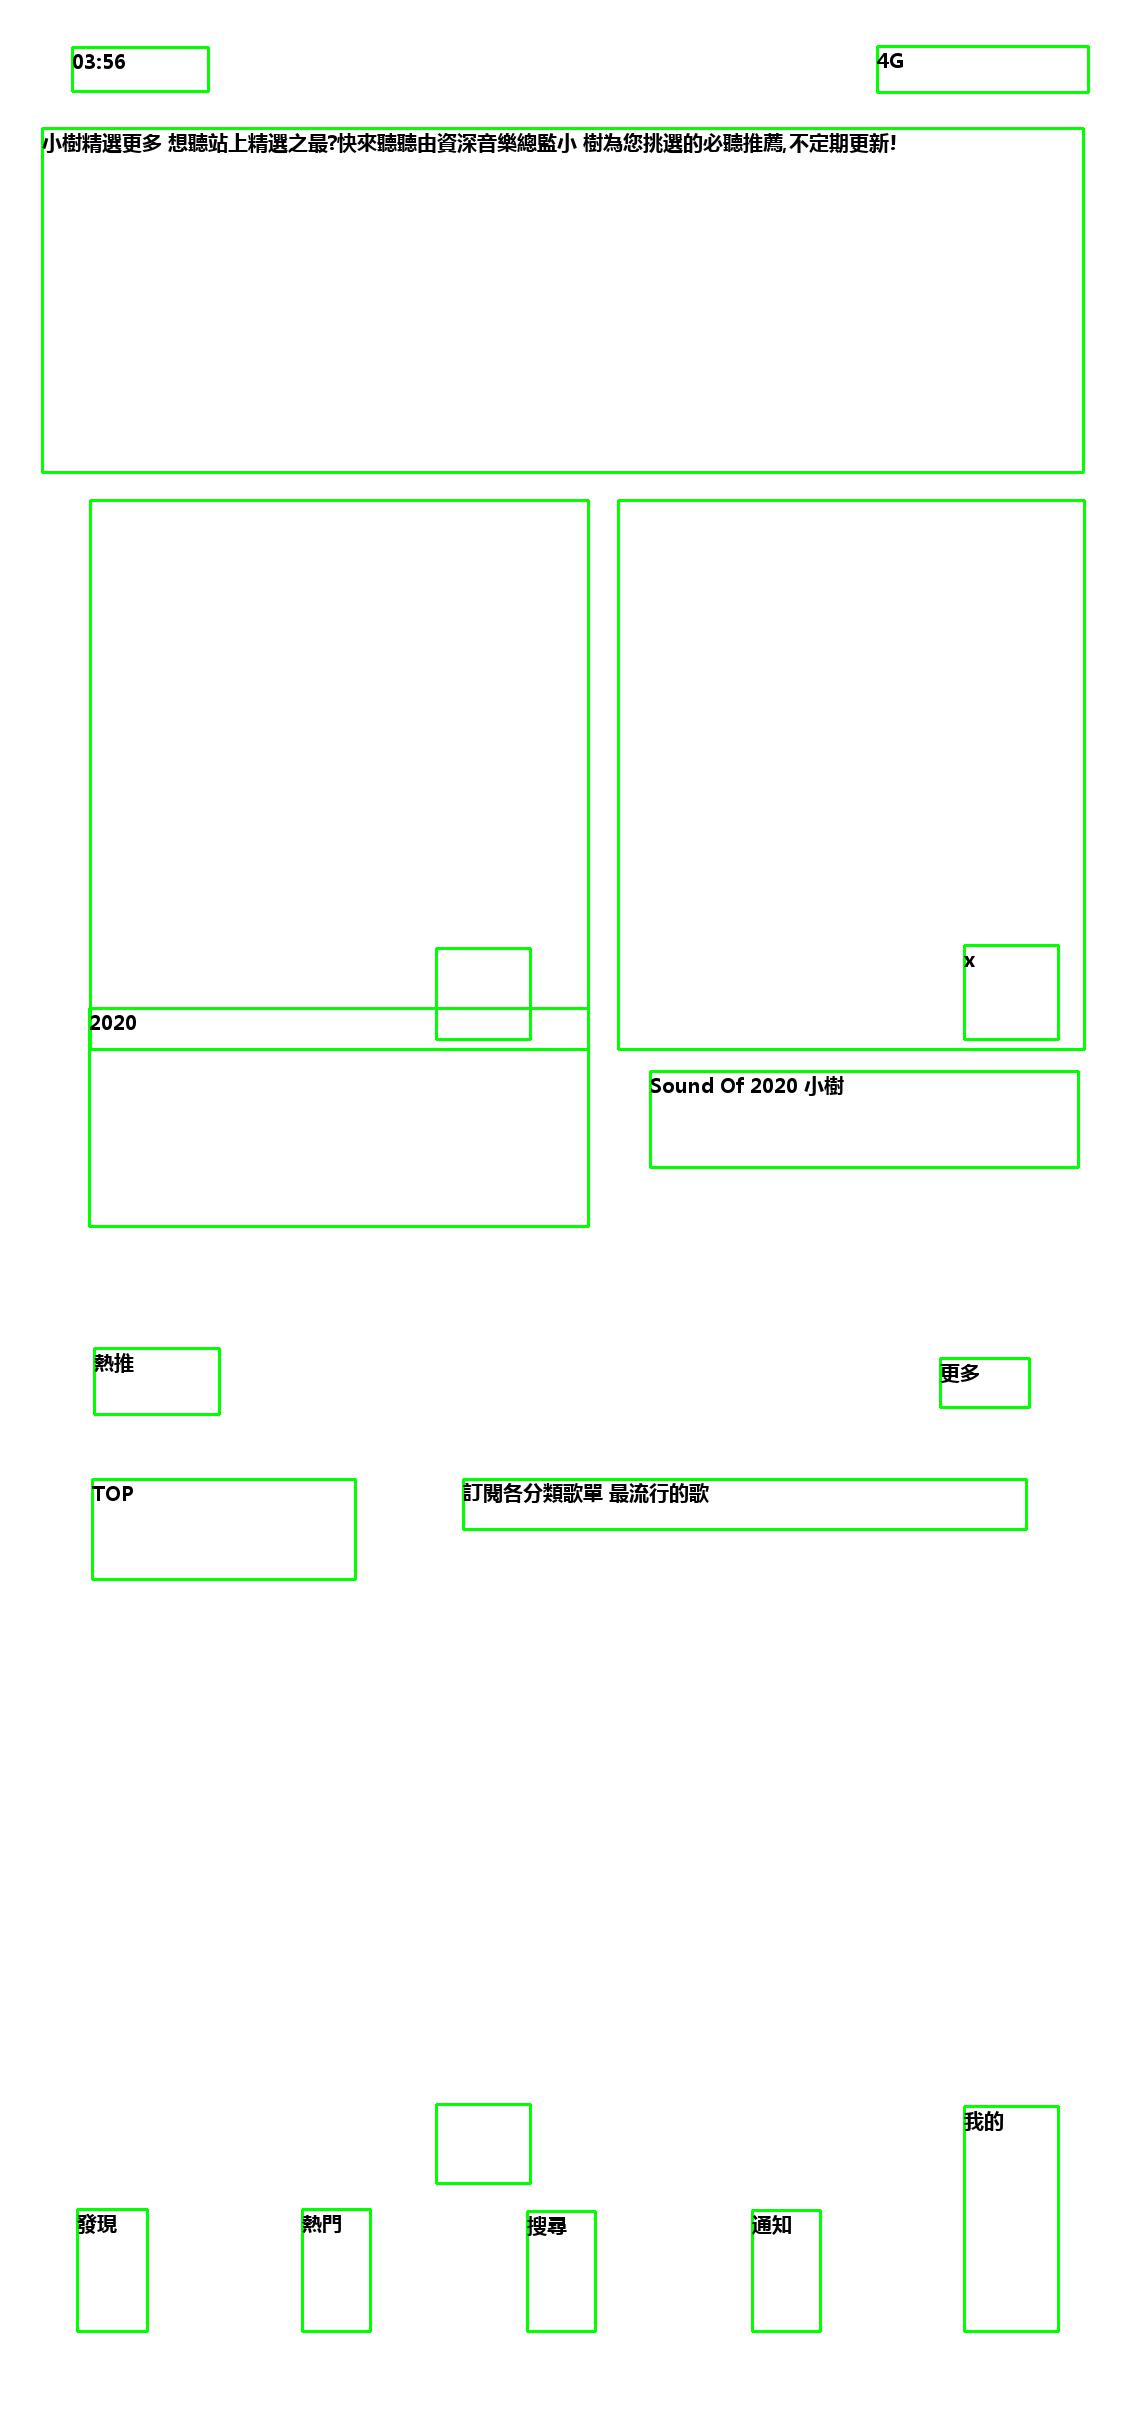 03:56
4G
小樹精選更多 想聽站上精選之最?快來聽聽由資深音樂總監小 樹為您挑選的必聽推薦,不定期更新!
x
2020
Sound Of 2020 小樹
熱推
更多
TOP
訂閱各分類歌單 最流行的歌
我的
發現
熱門
搜尋
通知